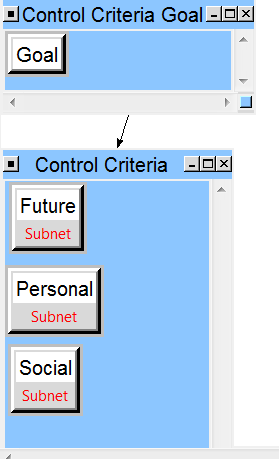 Control Criteria Goal
Goal
Control Criteria
Future
Subnet
Personal
Subnet
Social
Subnet